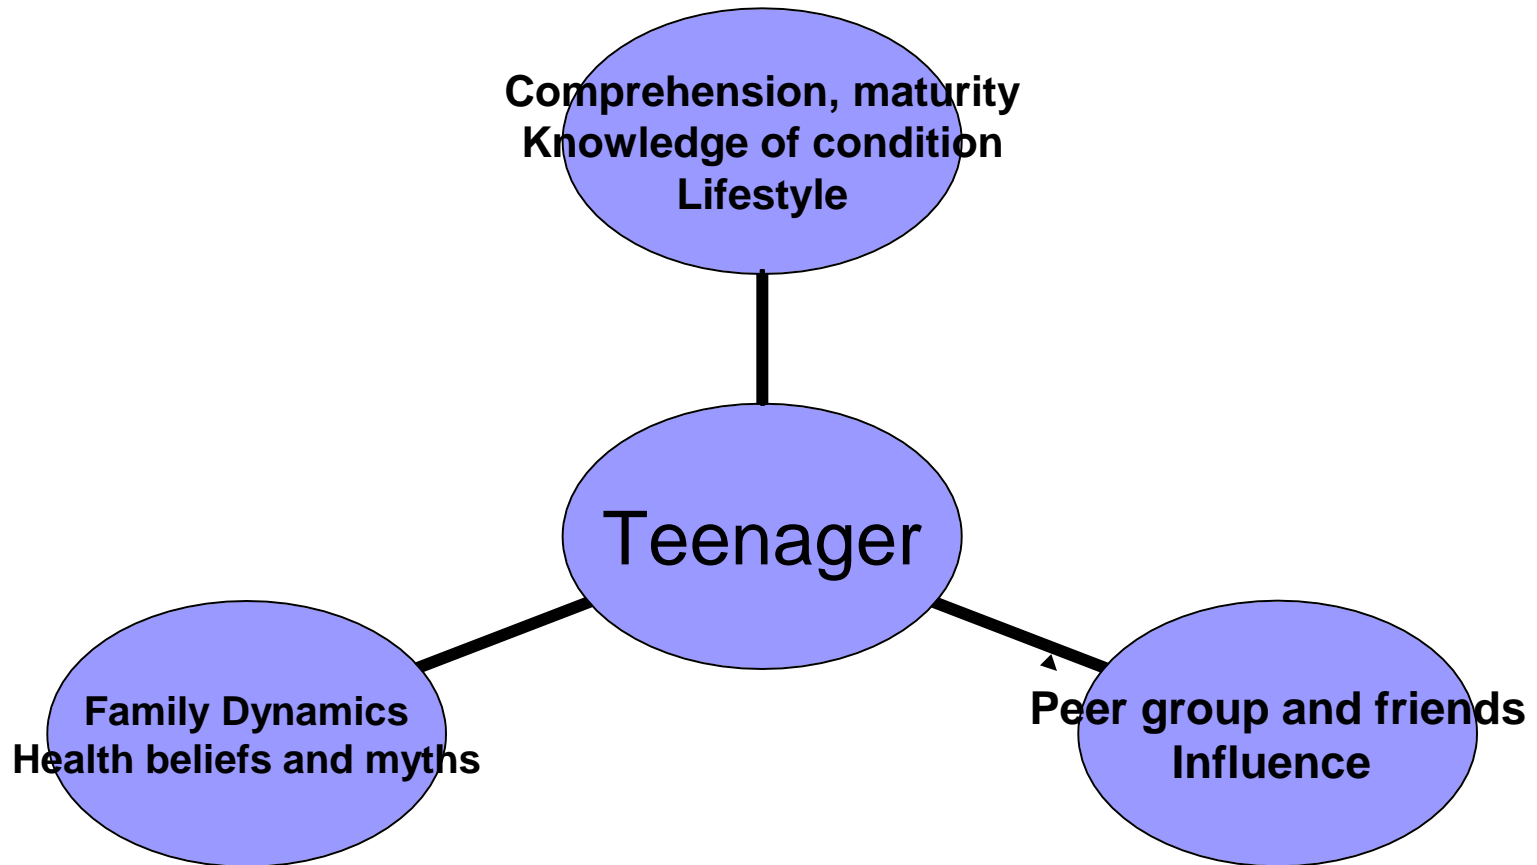 Comprehension, maturity
Knowledge of condition
Lifestyle
Teenager
Family Dynamics
Health beliefs and myths
Peer group and friends
Influence